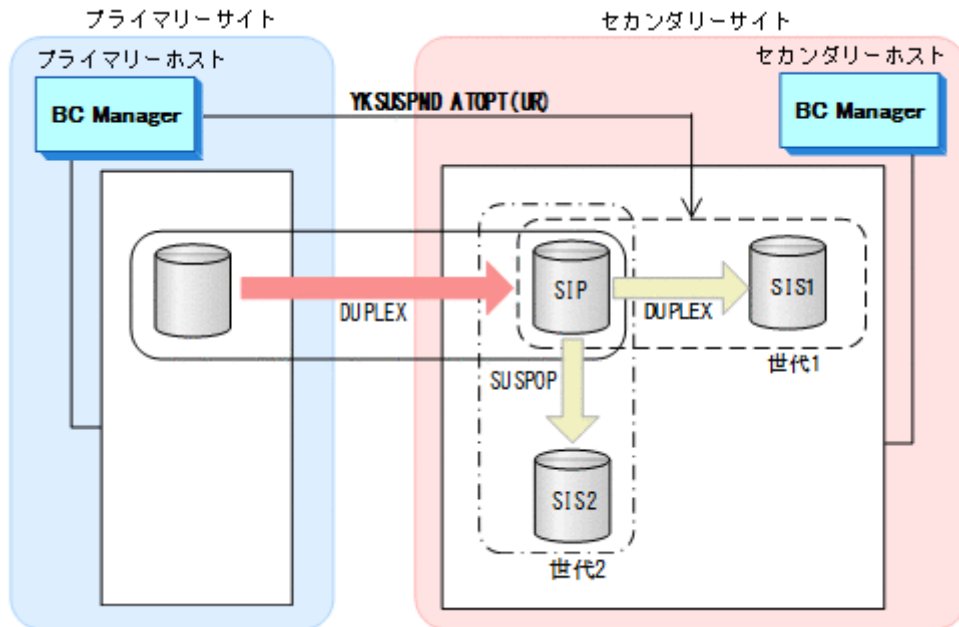 プライマリーサイト
セカンダリーサイト
プライマリーホスト
セカンダリーホスト
BC Manager
YKSUSPND ATOPT(UR)
BC Manager
SIP
SIS1
DUPLEX
DUPLEX
世代1
SUSPOP
SIS2
世代2